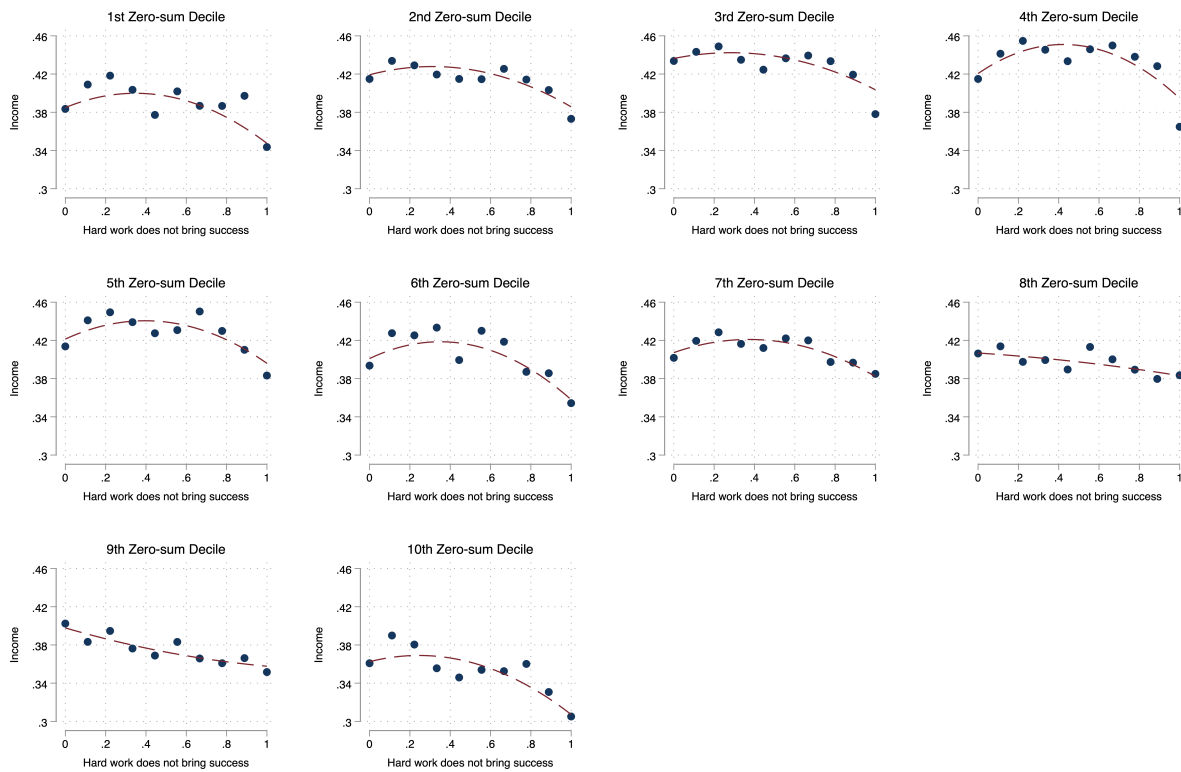 1st Zero-sum Decile
Income
.46
.42
.38
.34
.3
0 .2 .4 .6 .8 1
Hard work does not bring success
2nd Zero-sum Decile
Income
.46
.42
.38
.34
.3
0 .2 .4 .6 .8 1
Hard work does not bring success
3rd Zero-sum Decile
Income
.46
.42
.38
.34
.3
0 .2 .4 .6 .8 1
Hard work does not bring success
4th Zero-sum Decile
Income
.46
.42
.38
.34
.3
0 .2 .4 .6 .8 1
Hard work does not bring success
5th Zero-sum Decile
Income
.46
.42
.38
.34
.3
0 .2 .4 .6 .8 1
Hard work does not bring success
6th Zero-sum Decile
Income
.46
.42
.38
.34
.3
0 .2 .4 .6 .8 1
Hard work does not bring success
7th Zero-sum Decile
Income
.46
.42
.38
.34
.3
0 .2 .4 .6 .8 1
Hard work does not bring success
8th Zero-sum Decile
Income
.46
.42
.38
.34
.3
0 .2 .4 .6 .8 1
Hard work does not bring success
9th Zero-sum Decile
Income
.46
.42
.38
.34
.3
0 .2 .4 .6 .8 1
Hard work does not bring success
10th Zero-sum Decile
Income
.46
.42
.38
.34
.3
0 .2 .4 .6 .8 1
Hard work does not bring success